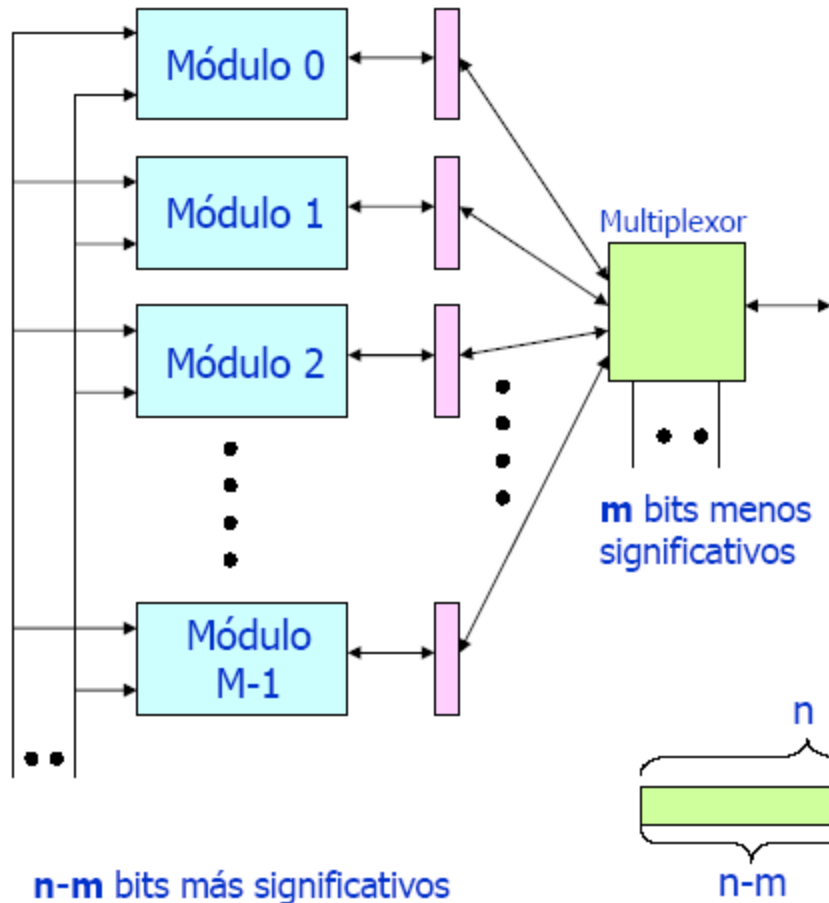 Módulo 0
Módulo 1
Multiplexor
Módulo 2
m bits menos
significativos
Módulo
M-1
n
n-m bits más significativos
n-m